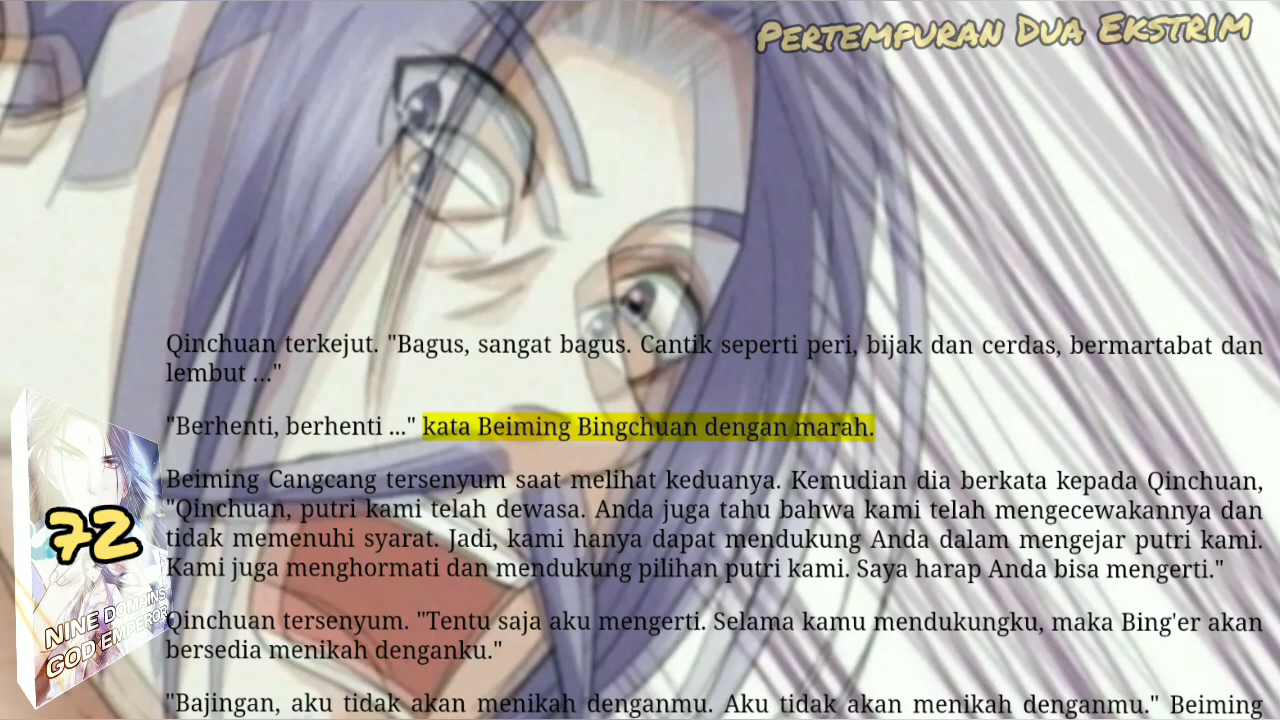 Pertempuran Dua Ekstrim
Qinchuan terkejut. "Bagus, sangat bagus. Cantik seperti peri, bijak dan cerdas, bermartabat dan
lembut ..."
"Berhenti, berhenti ..." kata Beiming Bingchuan dengan marah.
Beiming Cangcang tersenyum saat melihat keduanya. Kemudian dia berkata kepada Qinchuan,
"Qinchuan, putri kami telah dewasa. Anda juga tahu bahwa kami telah mengecewakannya dan
tidak memenuhi syarat. Jadi, kami hanya dapat mendukung Anda dalam mengejar putri kami.
Kami juga menghormati dan mendukung pilihan putri kami. Saya harap Anda bisa mengerti."
Qinchuan tersenyum. "Tentu saja aku mengerti. Selama kamu mendukungku, maka Bing'er akan
bersedia menikah denganku."
"Bajingan, aku tidak akan menikah denganmu. Aku tidak akan menikah denganmu." Beiming
72
NINE DOMAINS
GOD EMPEROR